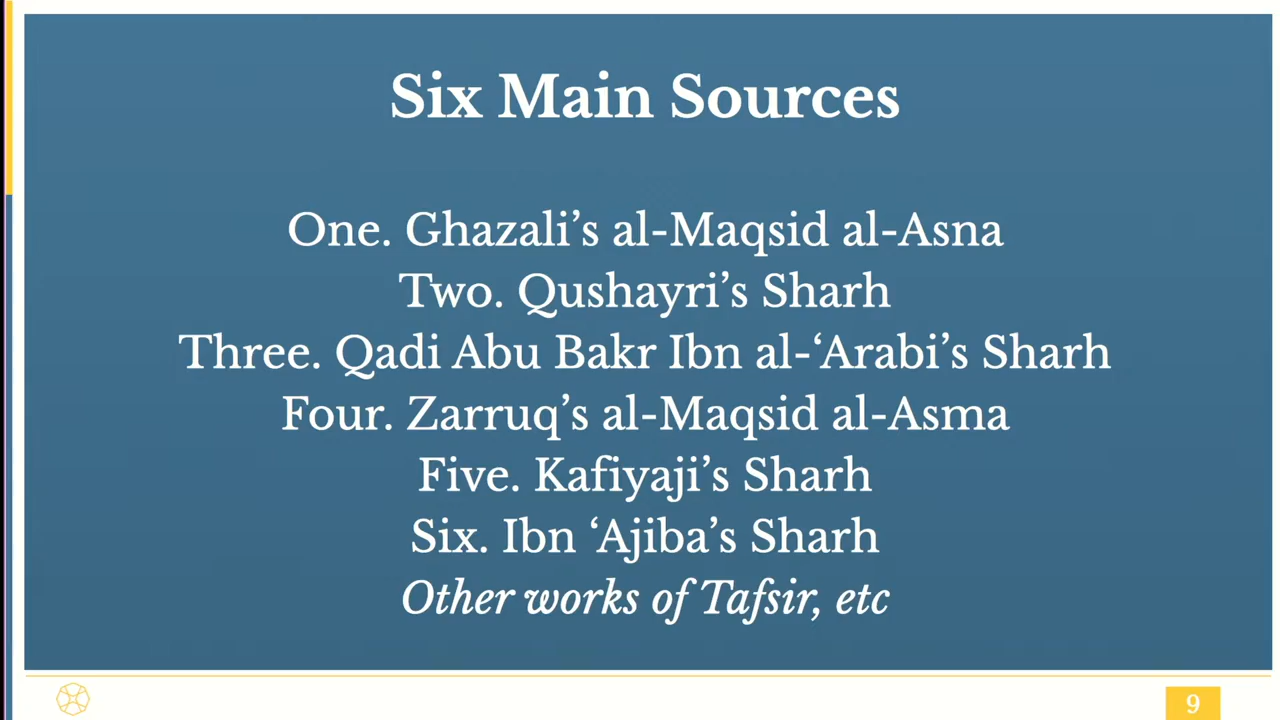 Six Main Sources
One. Ghazali’s al-Maqsid al-Asna
Two. Qushayri’s Sharh
Three. Qadi Abu Bakr Ibn al-‘Arabi’s Sharh
Four. Zarruq’s al-Maqsid al-Asma
Five. Kafiyaji’s Sharh
Six. Ibn ‘Ajiba’s Sharh
Other works of Tafsir, etc
9